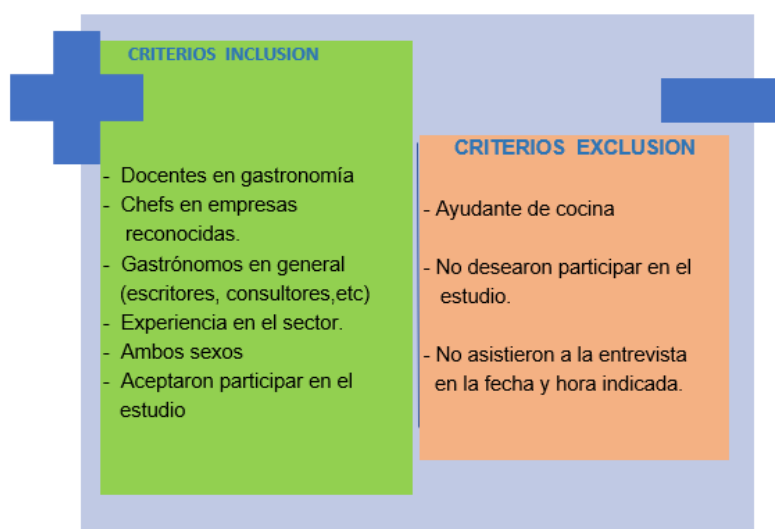 CRITERIOS INCLUSION
- Docentes en gastronomía
- Chefs en empresas
reconocidas.
- Gastrónomos en general
(escritores, consultores,etc)
- Experiencia en el sector.
- Ambos sexos
- Aceptaron participar en el
estudio
CRITERIOS EXCLUSION
- Ayudante de cocina
- No desearon participar en el
estudio.
- No asistieron a la entrevista
en la fecha y hora indicada.